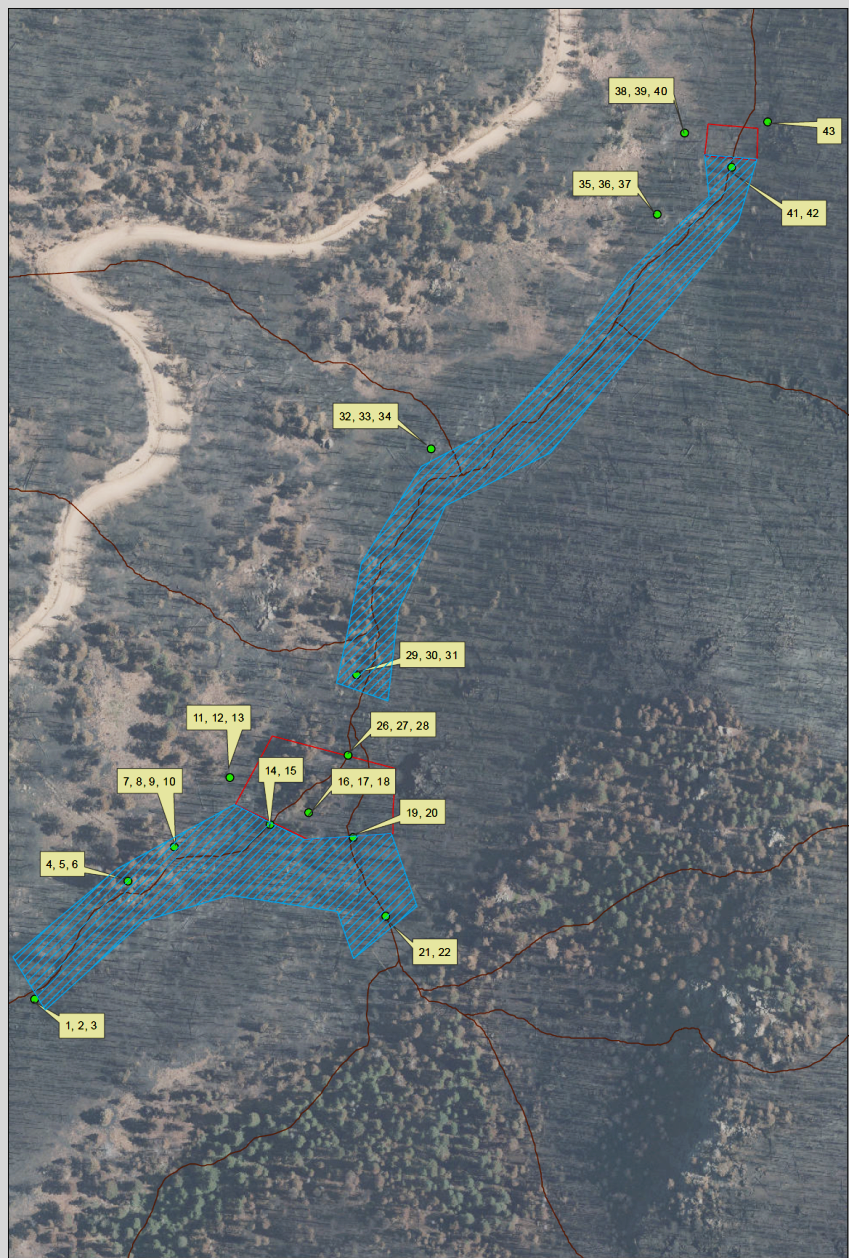 38, 39, 40
43
35, 36, 37
41, 42
32, 33, 34
29, 30, 31
11, 12, 13
26, 27, 28
14, 15
7, 8, 9, 10
16, 17, 18
19, 20
4, 5, 6
21, 22
1, 2, 3